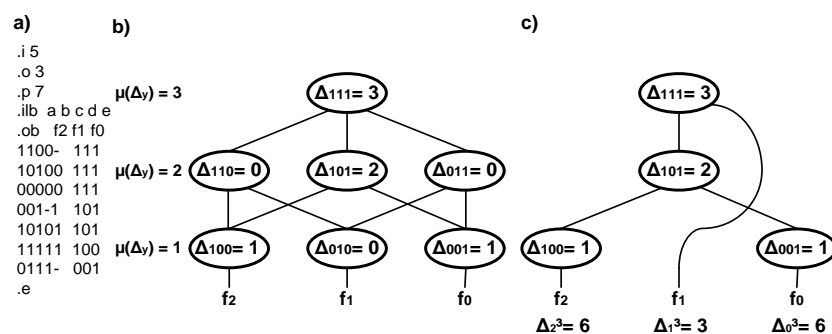 a)
.i 5
.o 3
.p 7
.ilb a b c d e
.ob f2 f1 f0
1100- 111
10100 111
00000 111
001-1 101
10101 101
11111 100
0111- 001
.e
b)
μ(Δy) = 3
Δ111= 3
μ(Δy) = 2
Δ110= 0
Δ101= 2
Δ011= 0
μ(Δy) = 1
Δ100= 1
Δ010= 0
Δ001= 1
f2
f1
f0
c)
Δ111= 3
Δ101= 2
Δ100= 1
Δ001= 1
f2
f1
f0
Δ2³= 6
Δ1³= 3
Δ0³= 6